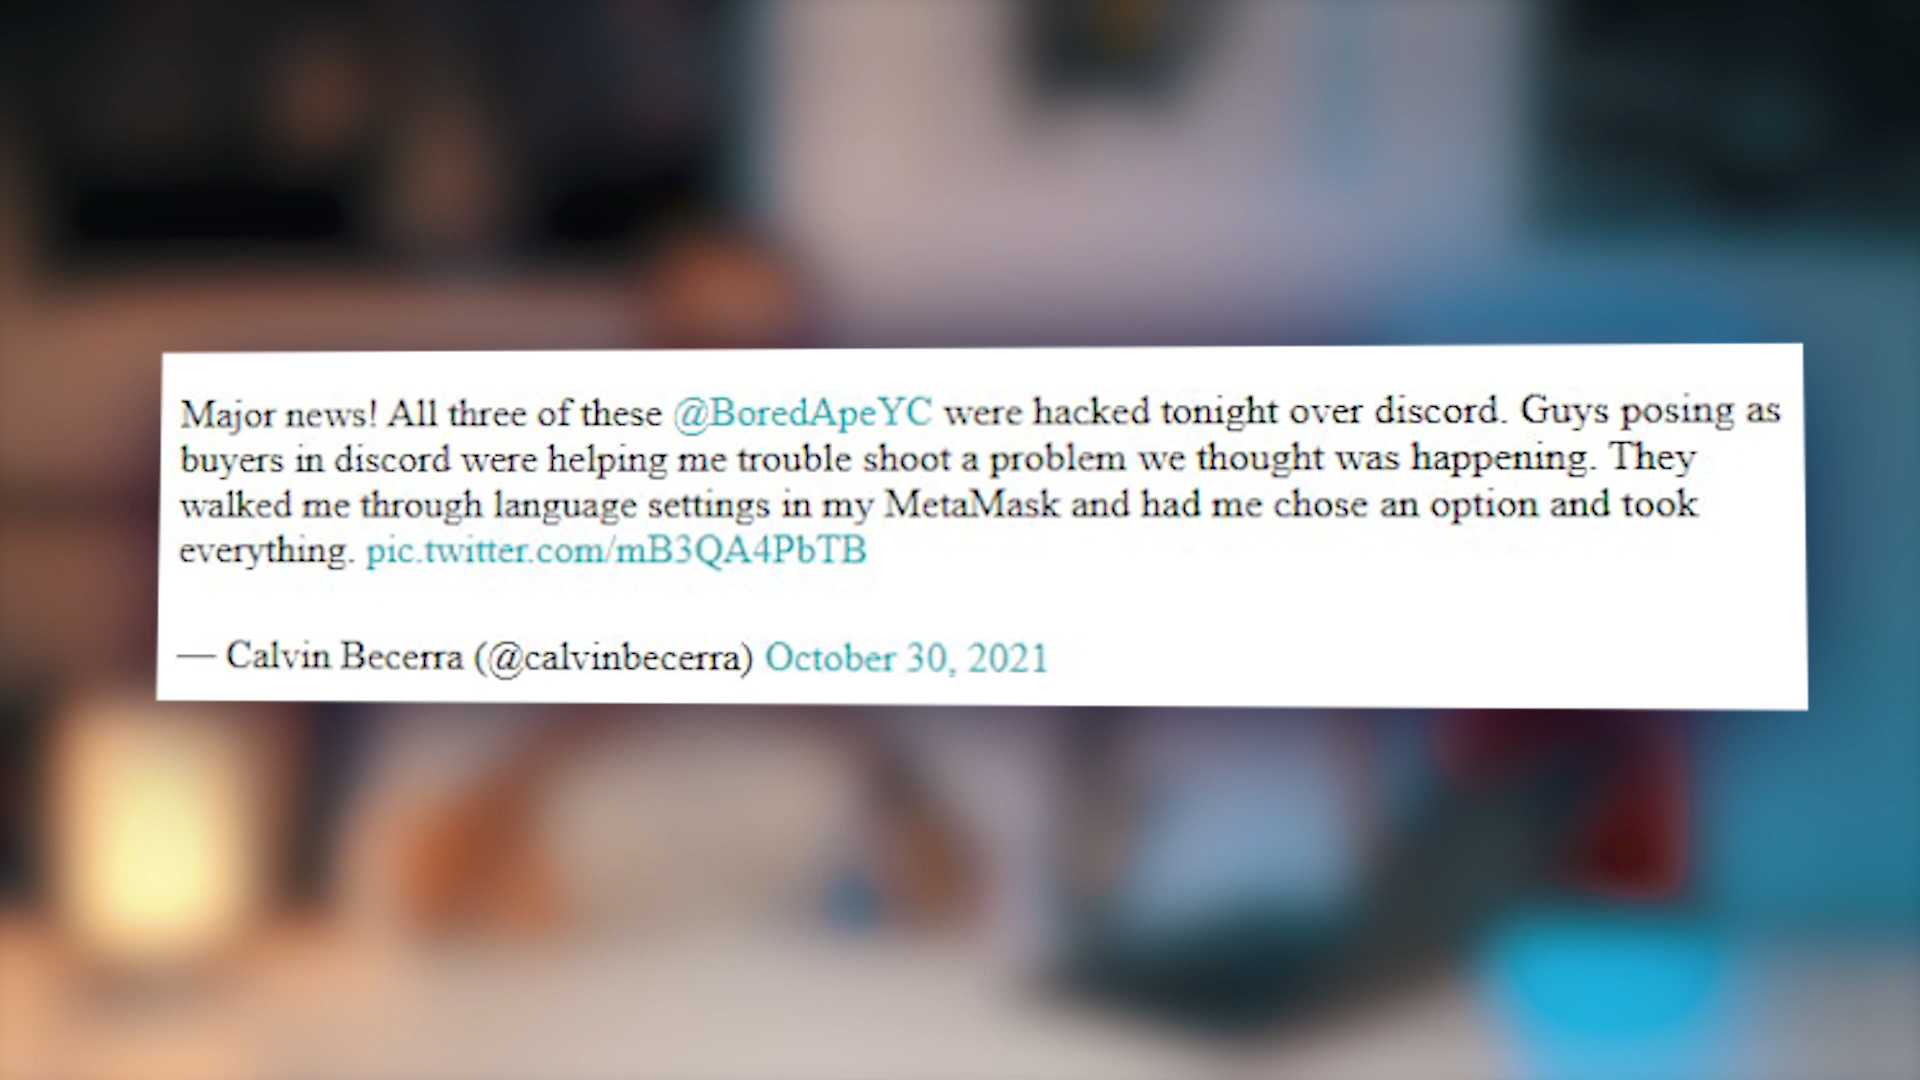 Major news! All three of these @BoredApeYC were hacked tonight over discord. Guys posing as
buyers in discord were helping me trouble shoot a problem we thought was happening. They
walked me through language settings in my MetaMask and had me chose an option and took
everything. pic.twitter.com/mB3QA4PbTB
— Calvin Becerra (@calvinbecerra) October 30, 2021